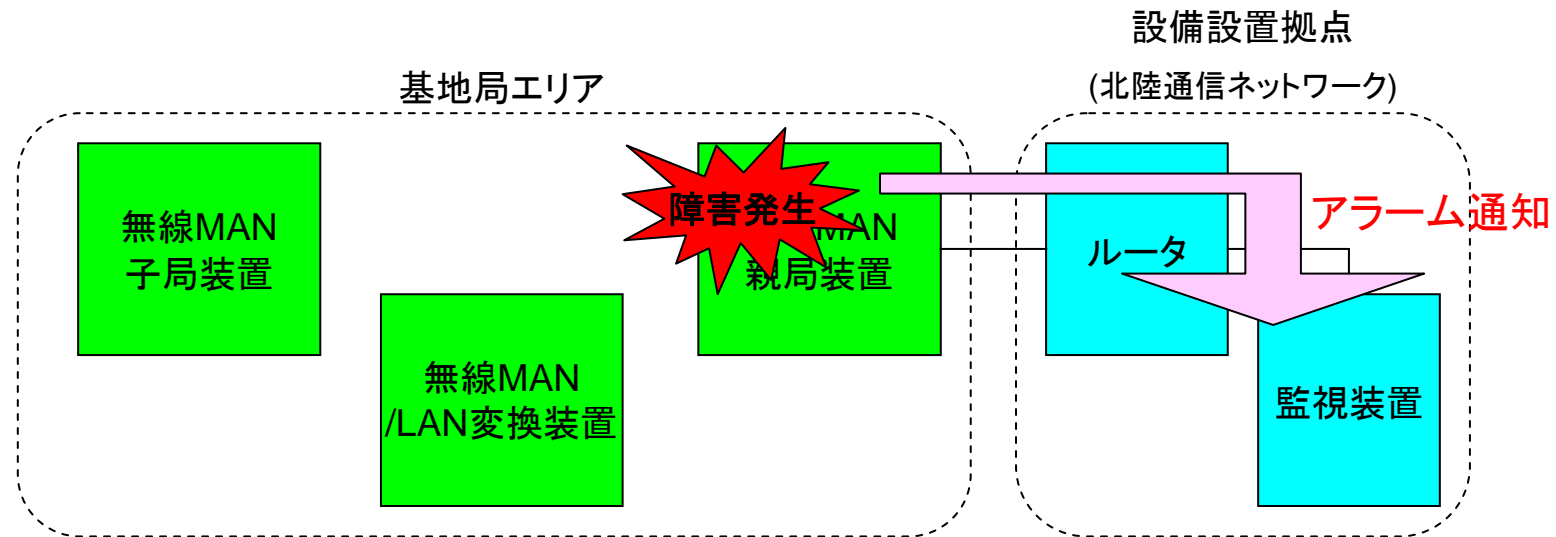 設備設置拠点
(北陸通信ネットワーク)
基地局エリア
無線MAN
子局装置
障害発生
MAN
親局装置
無線MAN
/LAN変換装置
ルータ
アラーム通知
監視装置